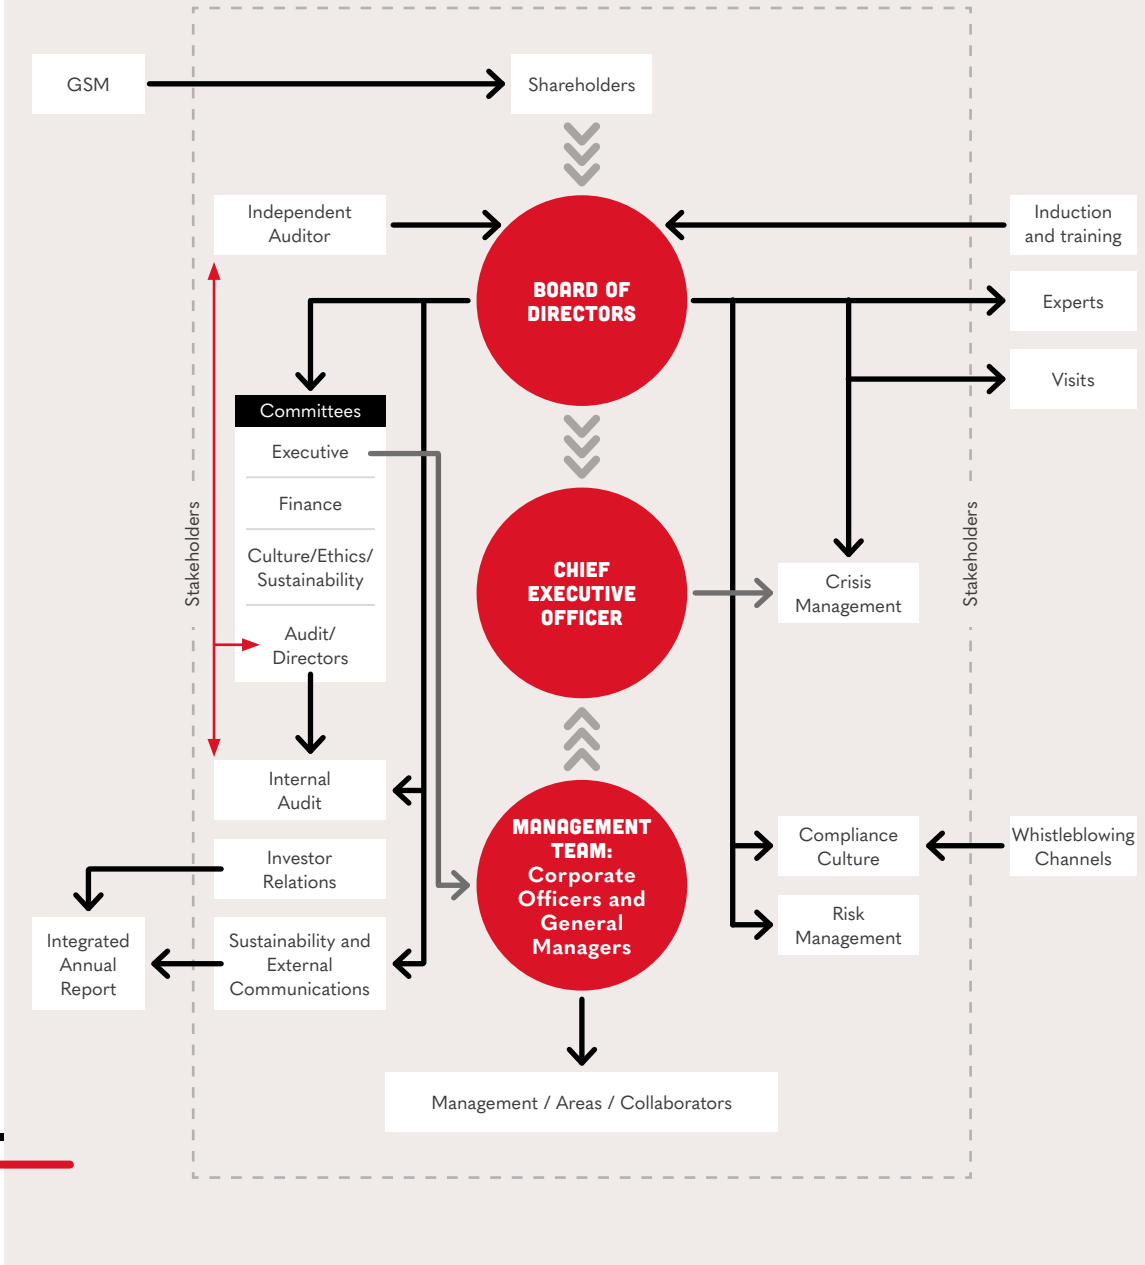 GSM
Shareholders
Independent
Auditor
Induction
and training
BOARD OF
DIRECTORS
Experts
Visits
Committees
Executive
Finance
Culture/Ethics/
Sustainability
Audit/
Directors
Stakeholders
Stakeholders
CHIEF
EXECUTIVE
OFFICER
Crisis
Management
Internal
Audit
MANAGEMENT
TEAM:
Corporate
Officers and
General
Managers
Compliance
Culture
Whistleblowing
Channels
Investor
Relations
Risk
Management
Integrated
Annual
Report
Sustainability and
External
Communications
Management / Areas / Collaborators